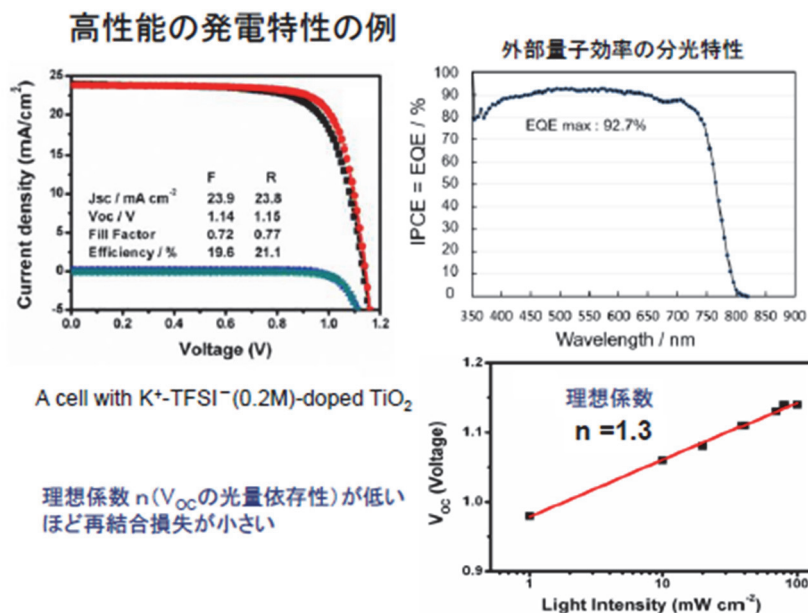 高性能の発電特性の例
外部量子効率の分光特性
Current density (mA/cm²)
25
20
15
10
5
0
-5
F R
Jsc / mA cm⁻² 23.9 23.8
Voc / V 1.14 1.15
Fill Factor 0.72 0.77
Efficiency / % 19.6 21.1
0.0 0.2 0.4 0.6 0.8 1.0 1.2
Voltage (V)
IPCE = EQE / %
100
90
80
70
60
50
40
30
20
10
0
EQE max : 92.7%
350 400 450 500 550 600 650 700 750 800 850 900
Wavelength / nm
A cell with K⁺-TFSI⁻(0.2M)-doped TiO₂
理想係数 n(V_OCの光量依存性)が低い
ほど再結合損失が小さい
V_OC (Voltage)
1.2
1.1
1.0
0.9
理想係数
n =1.3
1 10 100
Light Intensity (mW cm⁻²)